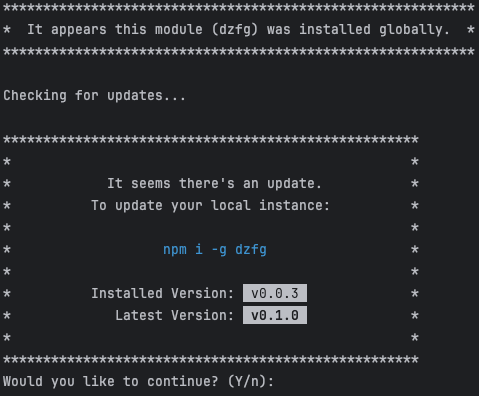 ***********************************************************
*  It appears this module (dzfg) was installed globally.  *
***********************************************************
Checking for updates...
****************************************************
*                                                  *
*            It seems there's an update.           *
*          To update your local instance:          *
*                                                  *
*                   npm i -g dzfg                  *
*                                                  *
*          Installed Version:  v0.0.3              *
*             Latest Version:  v0.1.0              *
*                                                  *
****************************************************
Would you like to continue? (Y/n):